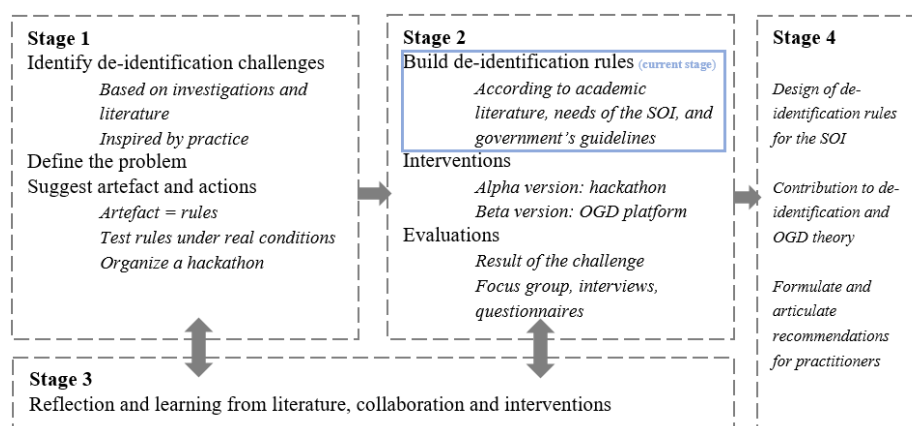 Stage 1
Identify de-identification challenges
Based on investigations and
literature
Inspired by practice
Define the problem
Suggest artefact and actions
Artefact = rules
Test rules under real conditions
Organize a hackathon
Stage 2
Build de-identification rules (current stage)
According to academic
literature, needs of the SOI, and
government's guidelines
Interventions
Alpha version: hackathon
Beta version: OGD platform
Evaluations
Result of the challenge
Focus group, interviews,
questionnaires
Stage 4
Design of de-
identification rules
for the SOI
Contribution to de-
identification and
OGD theory
Formulate and
articulate
recommendations
for practitioners
Stage 3
Reflection and learning from literature, collaboration and interventions